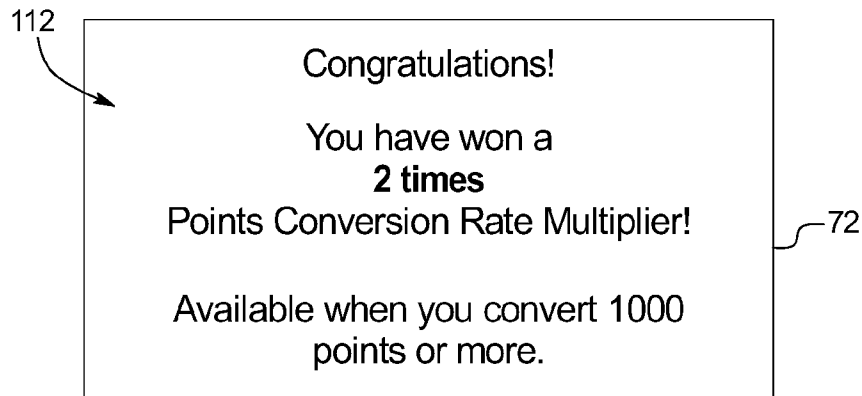 112
Congratulations!
You have won a
2 times
Points Conversion Rate Multiplier!
72
Available when you convert 1000
points or more.